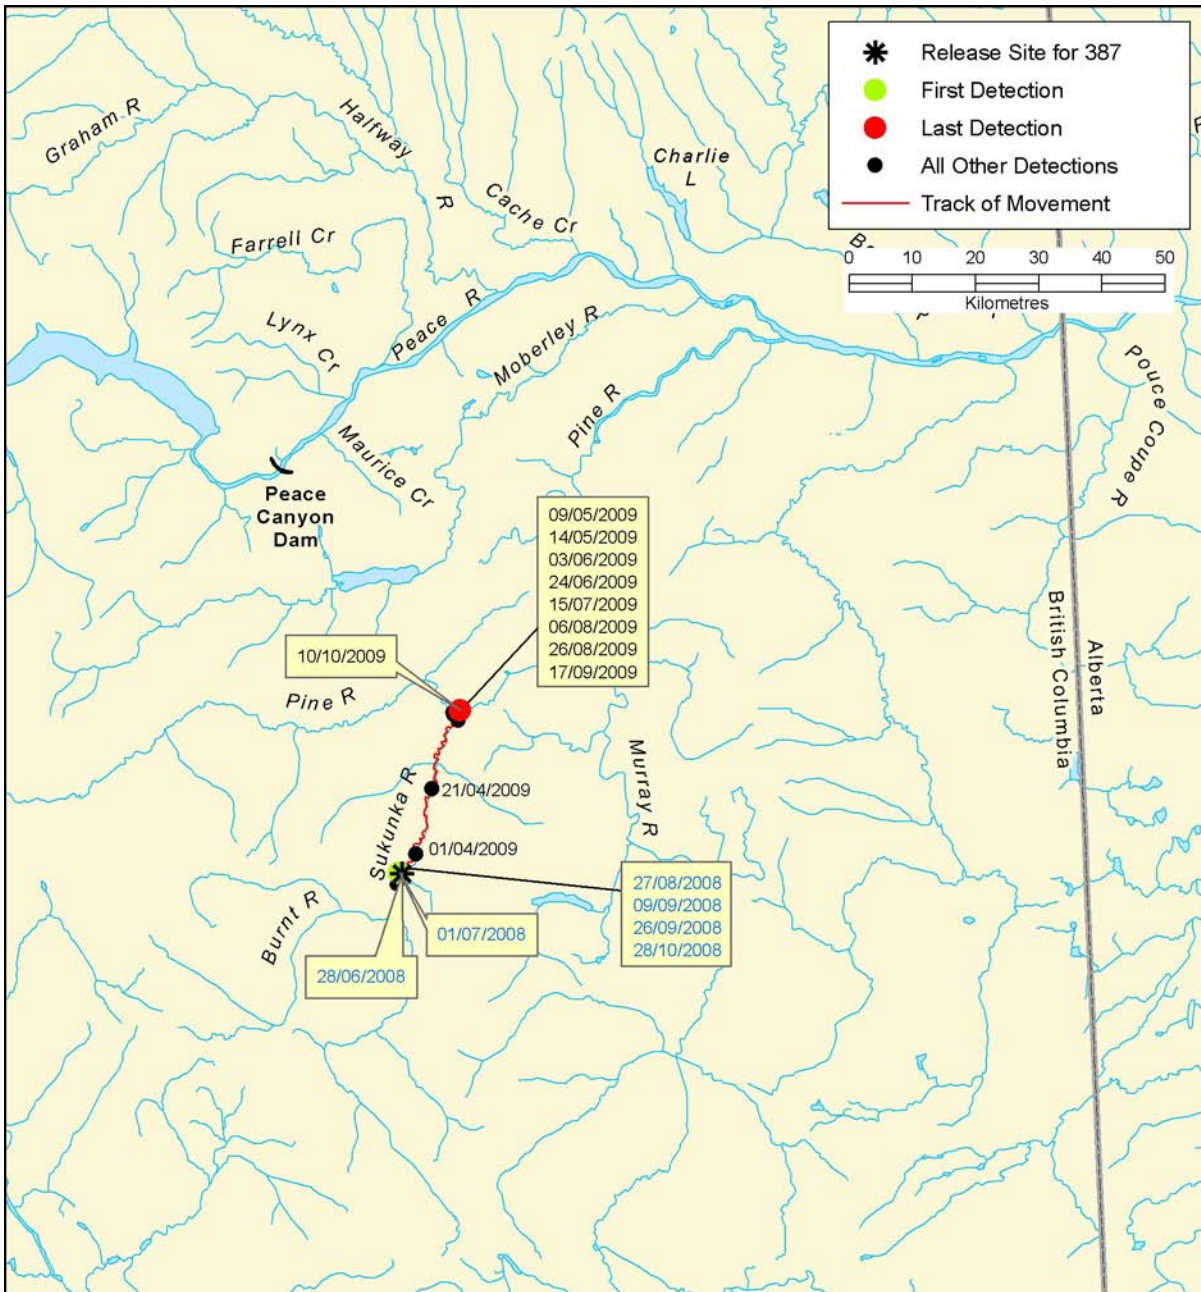 Release Site for 387
First Detection
Last Detection
All Other Detections
Track of Movement
0 10 20 30 40 50
Kilometres
Graham R
Halfway
R
Charlie
L
Cache Cr
Farrell Cr
Lynx Cr
Peace R
Moberley R
Pine R
Maurice Cr
Pouce Coupe R
Peace
Canyon
Dam
09/05/2009
14/05/2009
03/06/2009
24/06/2009
15/07/2009
06/08/2009
26/08/2009
17/09/2009
10/10/2009
British Columbia
Alberta
Pine R
Murray R
Sukunka R
21/04/2009
01/04/2009
27/08/2008
09/09/2008
26/09/2008
28/10/2008
Burnt R
01/07/2008
28/06/2008